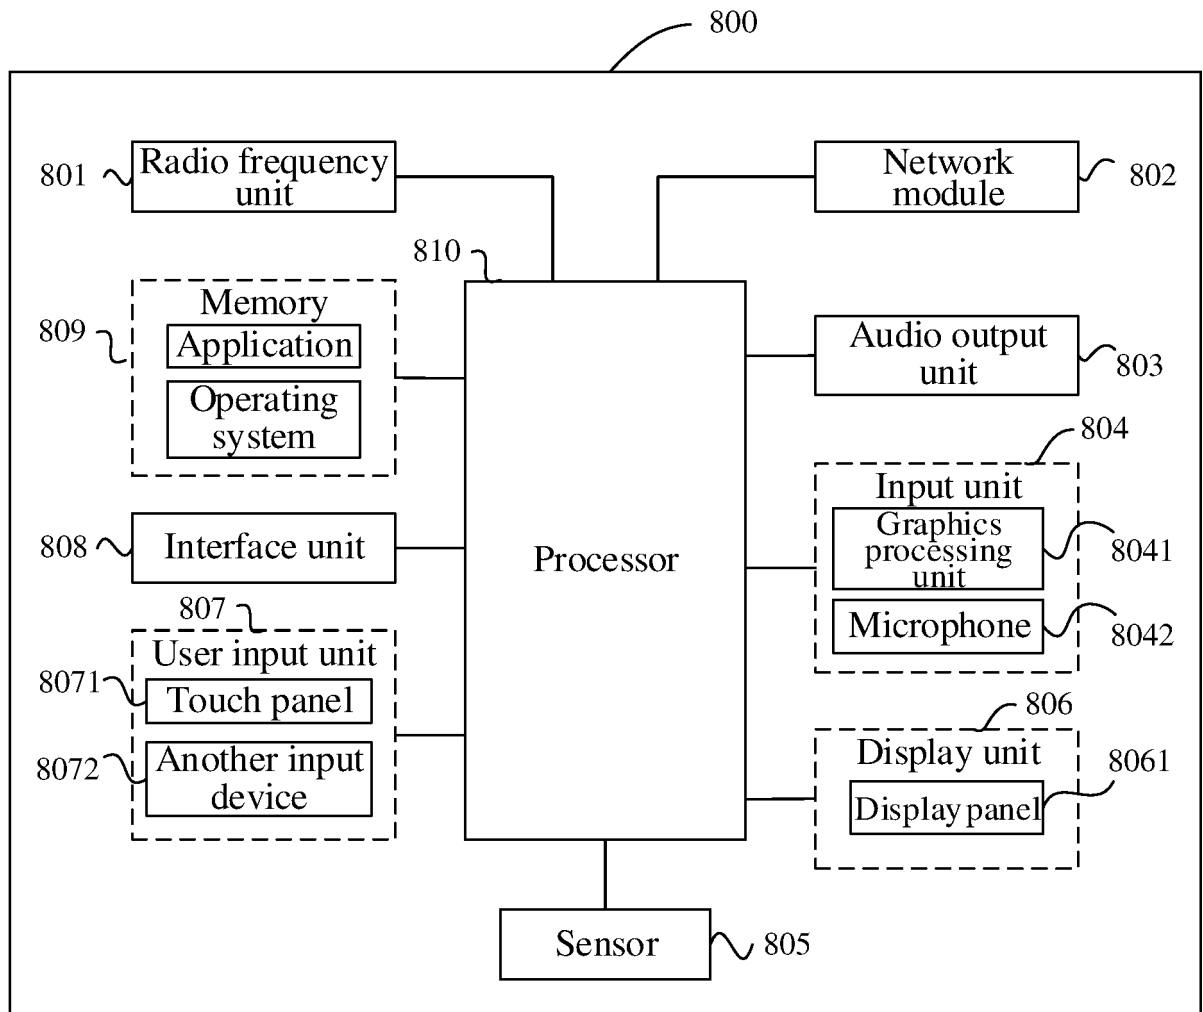 800
801
Radio frequency
unit
Network
module
802
810
809
Memory
Application
Operating
system
Audio output
unit
803
804
Input unit
Graphics
processing
unit
8041
Microphone
8042
808
Interface unit
Processor
807
User input unit
8071
Touch panel
8072
Another input
device
806
Display unit
8061
Display panel
Sensor
805